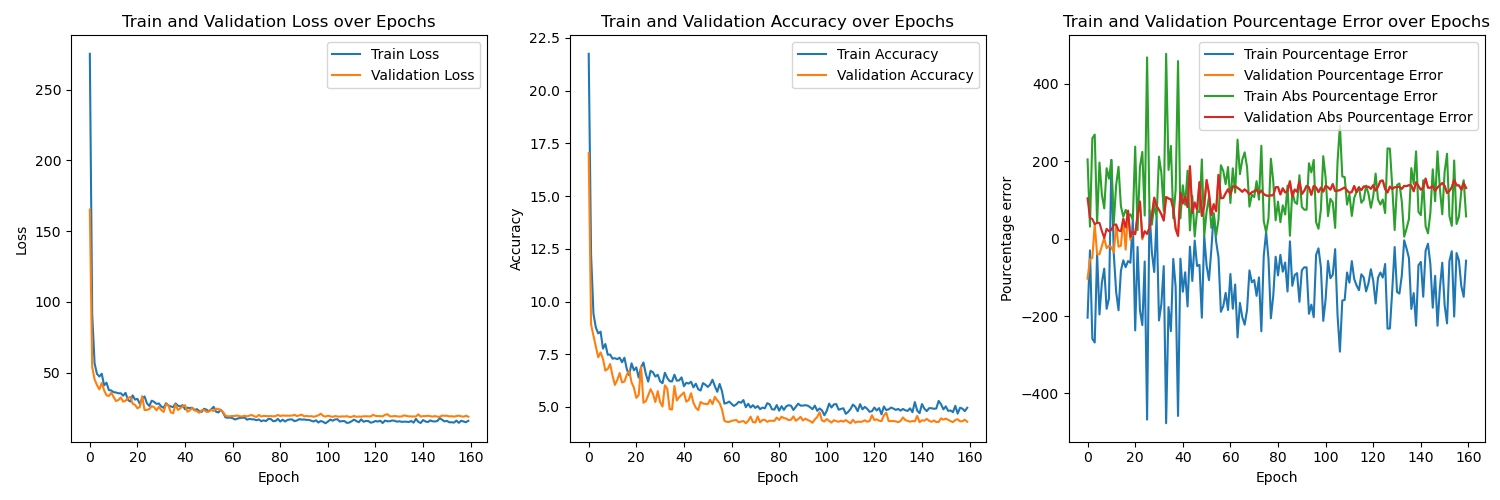 Train and Validation Loss over Epochs
Train Loss
Validation Loss
250
200
150
100
50
Loss
0
20
40
60
80
100
120
140
160
Epoch
Train and Validation Accuracy over Epochs
Train Accuracy
Validation Accuracy
22.5
20.0
17.5
15.0
12.5
10.0
7.5
5.0
Accuracy
0
20
40
60
80
100
120
140
160
Epoch
Train and Validation Pourcentage Error over Epochs
Train Pourcentage Error
Validation Pourcentage Error
Train Abs Pourcentage Error
Validation Abs Pourcentage Error
400
200
0
−200
−400
Pourcentage error
0
20
40
60
80
100
120
140
160
Epoch